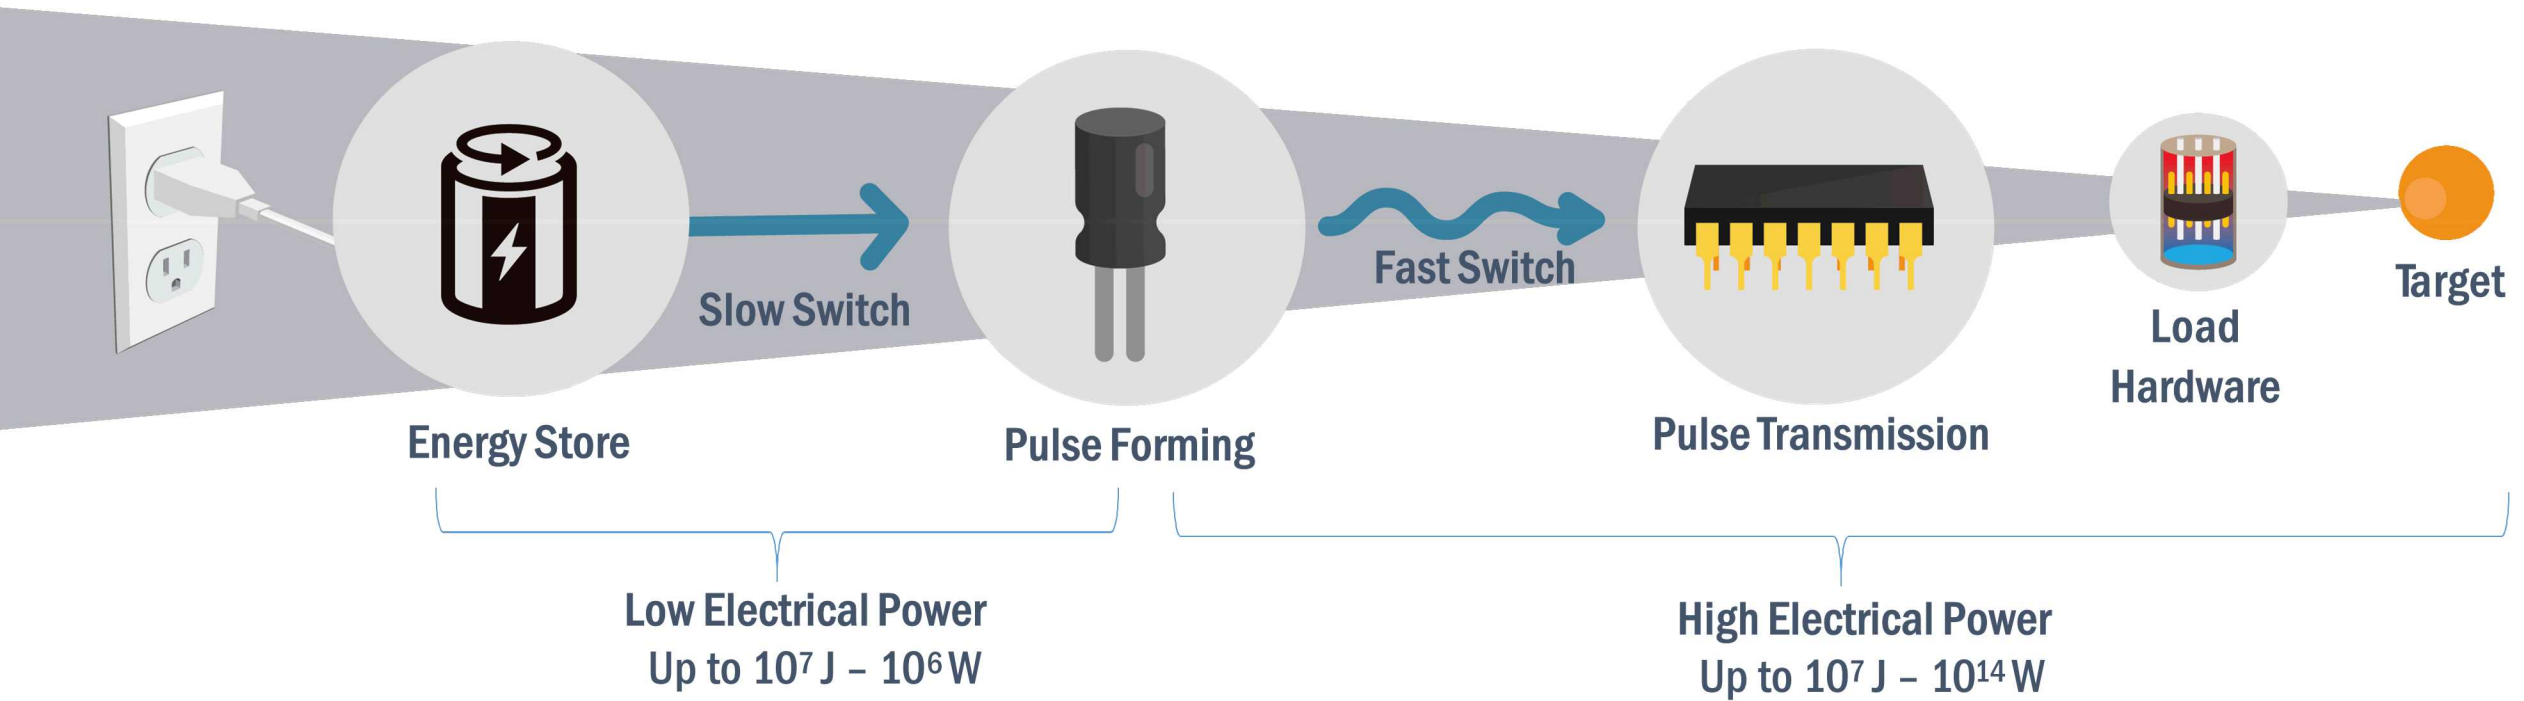 Slow Switch
Fast Switch
Target
Load
Hardware
Energy Store
Pulse Forming
Pulse Transmission
Low Electrical Power
Up to 10⁷ J – 10⁶ W
High Electrical Power
Up to 10⁷ J – 10¹⁴ W